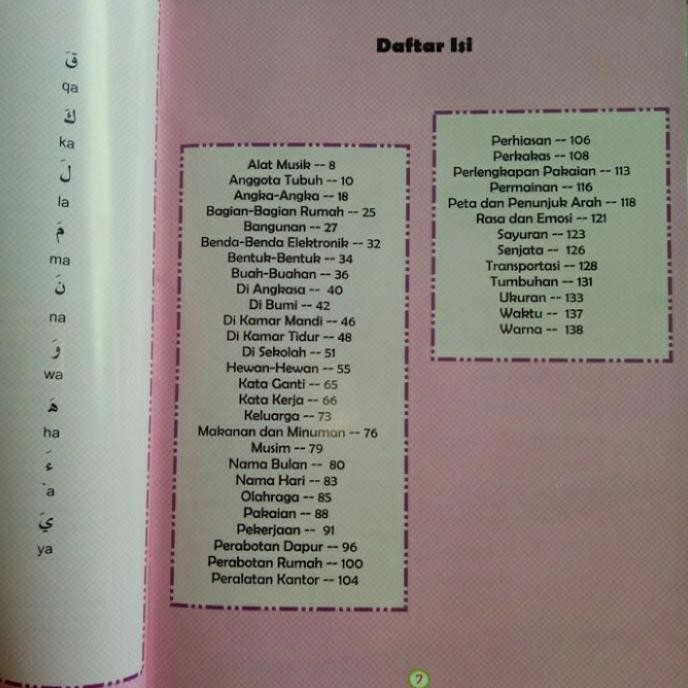 قَ
qa
كَ
ka
لَ
la
مَ
ma
نَ
na
وَ
wa
هَ
ha
ءَ
`a
يَ
ya
Daftar Isi
Alat Musik -- 8
Anggota Tubuh -- 10
Angka-Angka -- 18
Bagian-Bagian Rumah -- 25
Bangunan -- 27
Benda-Benda Elektronik -- 32
Bentuk-Bentuk -- 34
Buah-Buahan -- 36
Di Angkasa -- 40
Di Bumi -- 42
Di Kamar Mandi -- 46
Di Kamar Tidur -- 48
Di Sekolah -- 51
Hewan-Hewan -- 55
Kata Ganti -- 65
Kata Kerja -- 66
Keluarga -- 73
Makanan dan Minuman -- 76
Musim -- 79
Nama Bulan -- 80
Nama Hari -- 83
Olahraga -- 85
Pakaian -- 88
Pekerjaan -- 91
Perabotan Dapur -- 96
Perabotan Rumah -- 100
Peralatan Kantor -- 104
Perhiasan -- 106
Perkakas -- 108
Perlengkapan Pakaian -- 113
Permainan -- 116
Peta dan Penunjuk Arah -- 118
Rasa dan Emosi -- 121
Sayuran -- 123
Senjata -- 126
Transportasi -- 128
Tumbuhan -- 131
Ukuran -- 133
Waktu -- 137
Warna -- 138
7